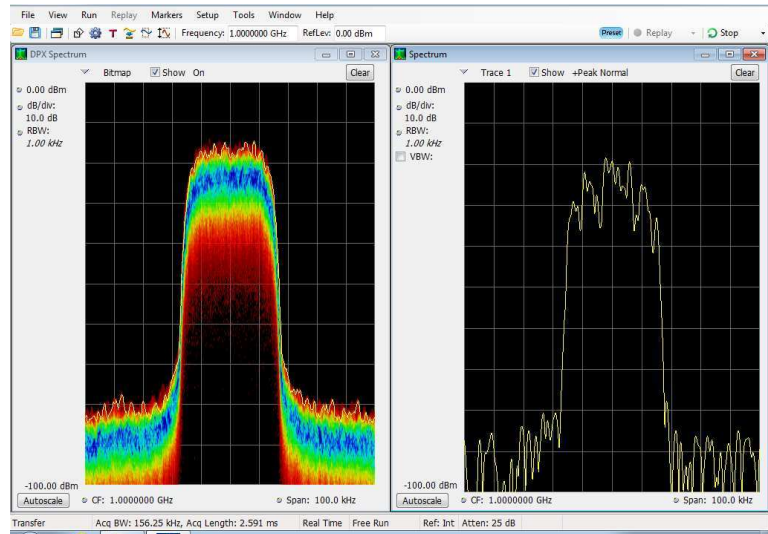 File View Run Replay Markers Setup Tools Window Help
T Frequency: 1.0000000 GHz RefLev: 0.00 dBm Preset Replay Stop
DPX Spectrum
Bitmap Show On Clear
0.00 dBm
dB/div:
10.0 dB
RBW:
1.00 kHz
-100.00 dBm
Autoscale CF: 1.0000000 GHz Span: 100.0 kHz
Spectrum
Trace 1 Show +Peak Normal Clear
0.00 dBm
dB/div:
10.0 dB
RBW:
1.00 kHz
VBW:
-100.00 dBm
Autoscale CF: 1.0000000 GHz Span: 100.0 kHz
Transfer Acq BW: 156.25 kHz, Acq Length: 2.591 ms Real Time Free Run Ref: Int Atten: 25 dB